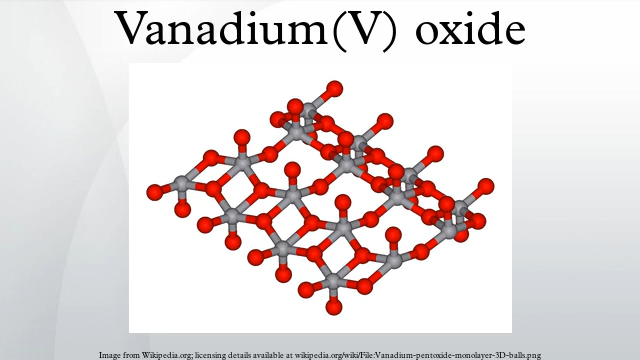 Vanadium(V) oxide
Image from Wikipedia.org; licensing details available at wikipedia.org/wiki/File:Vanadium-pentoxide-monolayer-3D-balls.png